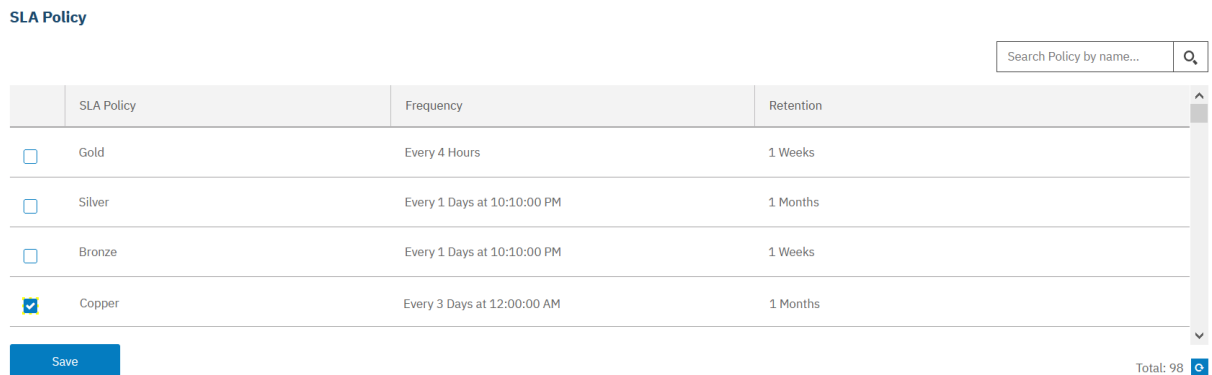 SLA Policy
Search Policy by name...
SLA Policy Frequency Retention
Gold Every 4 Hours 1 Weeks
Silver Every 1 Days at 10:10:00 PM 1 Months
Bronze Every 1 Days at 10:10:00 PM 1 Weeks
Copper Every 3 Days at 12:00:00 AM 1 Months
Save
Total: 98